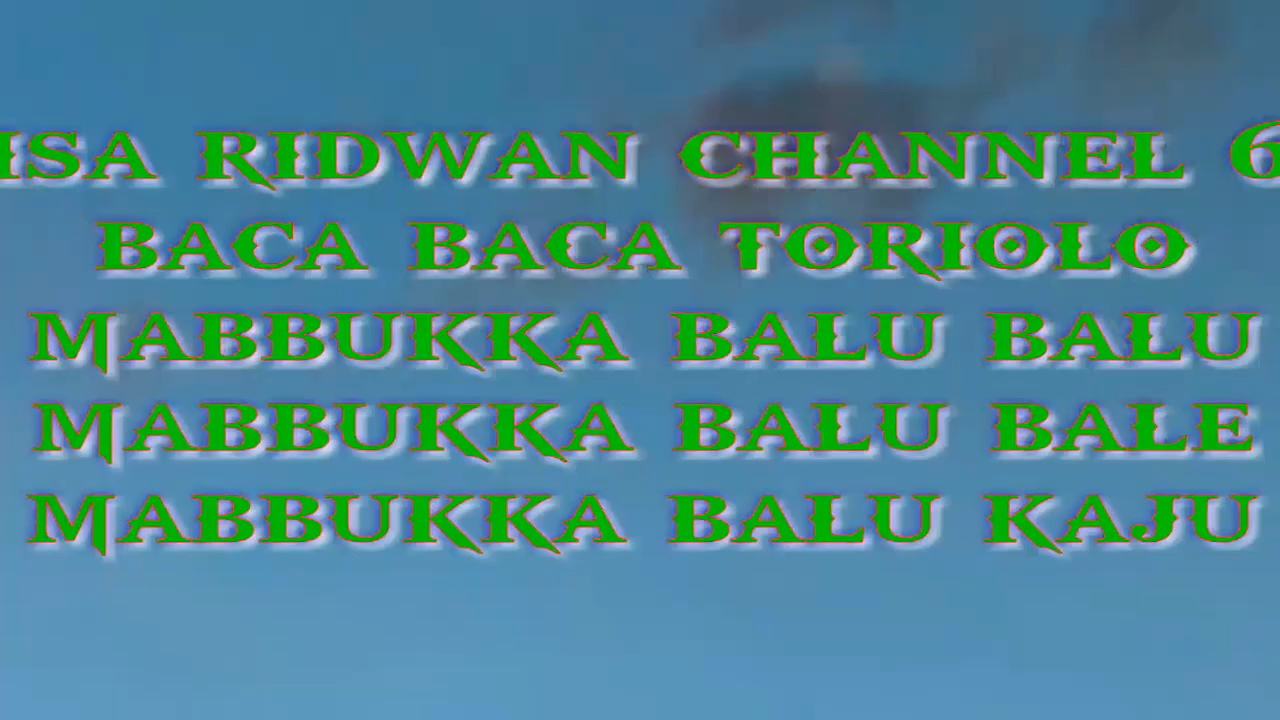 ISA RIDWAN CHANNEL 6
BACA BACA TORIOLO
MABBUKKA BALU BALU
MABBUKKA BALU BALE
MABBUKKA BALU KAJU